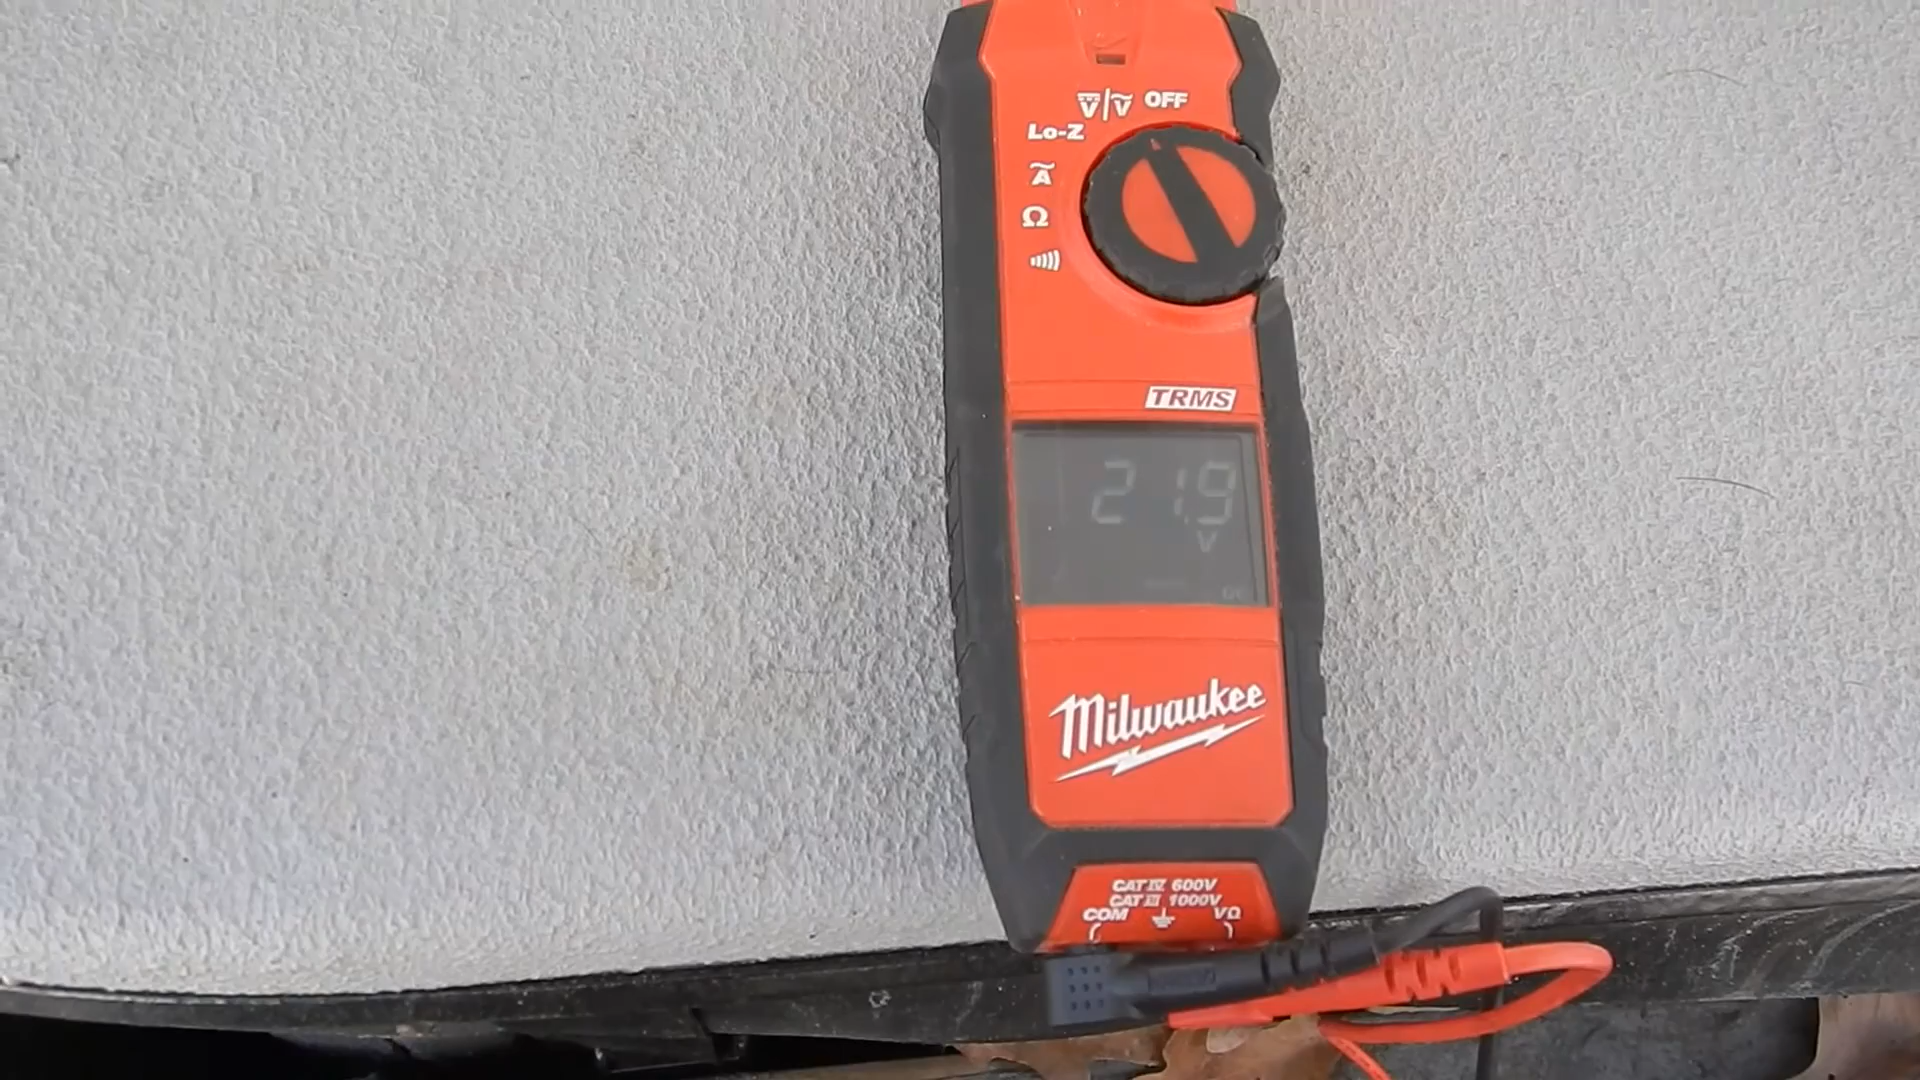 V|V OFF
Lo-Z
A
Ω
TRMS
21.9
V
Milwaukee
CAT IV 600V
CAT III 1000V
COM VΩ